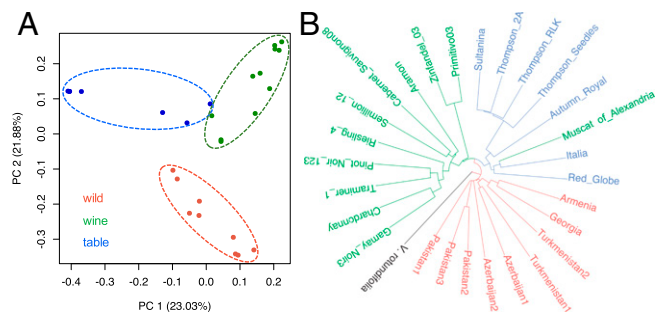 A
B
0.2
0.1
0.0
-0.1
-0.2
-0.3
PC 2 (21.88%)
wild
wine
table
-0.4
-0.3
-0.2
-0.1
0.0
0.1
0.2
PC 1 (23.03%)
Gamay_Noir3
Chardonnay
Traminer_1
Pinot_Noir_123
Riesling_4
Semillion_12
Cabernet_Sauvignon08
Aramon
Zinfandel_03
Primitivo03
Sultanina
Thompson_2A
Thompson_RLK
Thompson_Seedles
Autumn_Royal
Muscat_of_Alexandria
Italia
Red_Globe
Armenia
Georgia
Turkmenistan2
Turkmenistan1
Azerbaijan1
Azerbaijan2
Pakistan2
Pakistan3
Pakistan1
V. rotundifolia